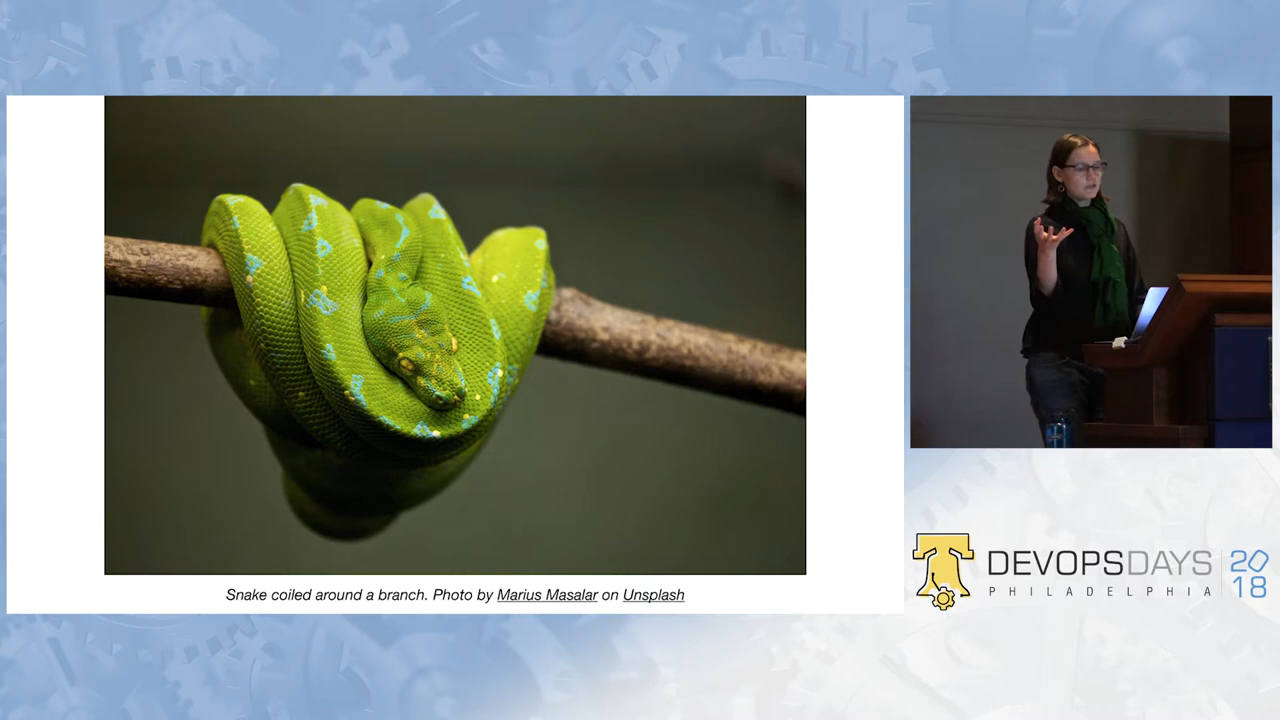 Snake coiled around a branch. Photo by Marius Masalar on Unsplash
DEVOPSDAYS
PHILADELPHIA
20
18